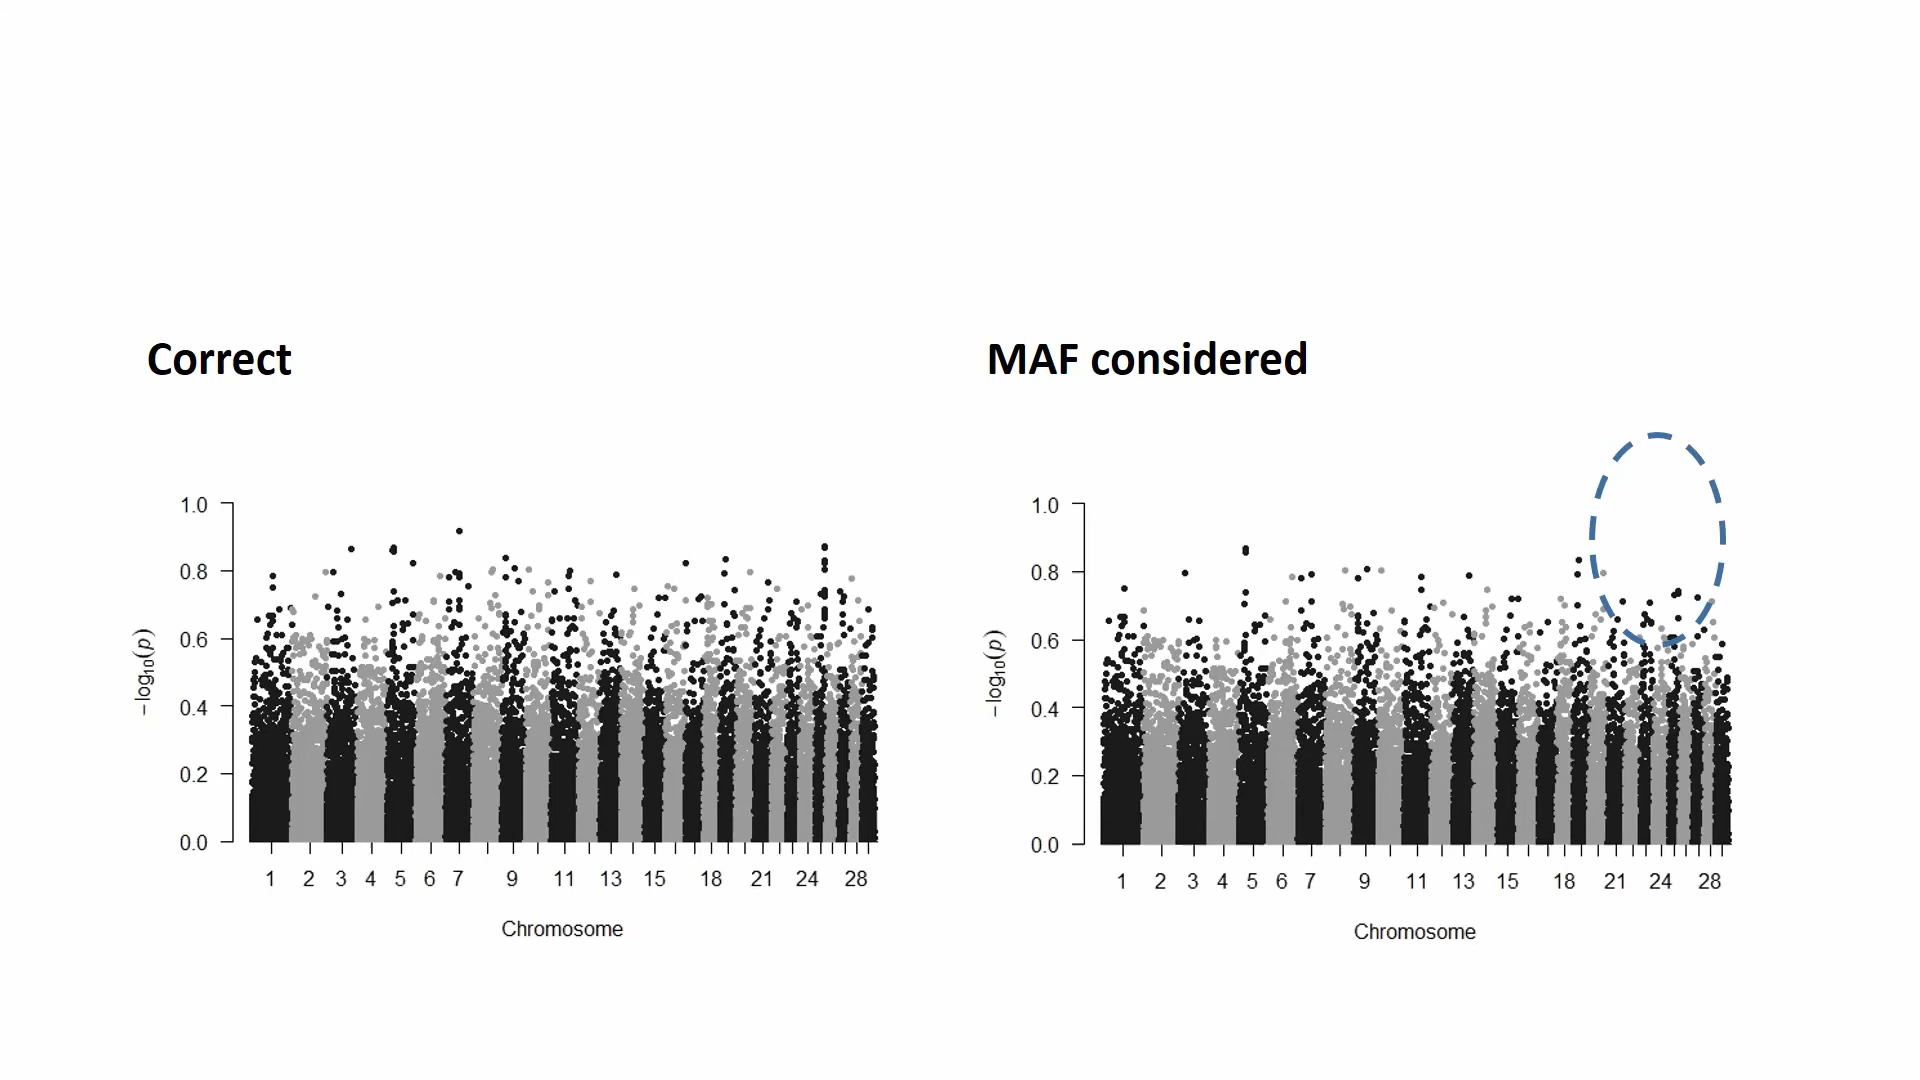 Correct
MAF considered
1.0
0.8
0.6
0.4
0.2
0.0
−log10(p)
1 2 3 4 5 6 7 9 11 13 15 18 21 24 28
Chromosome
1.0
0.8
0.6
0.4
0.2
0.0
−log10(p)
1 2 3 4 5 6 7 9 11 13 15 18 21 24 28
Chromosome